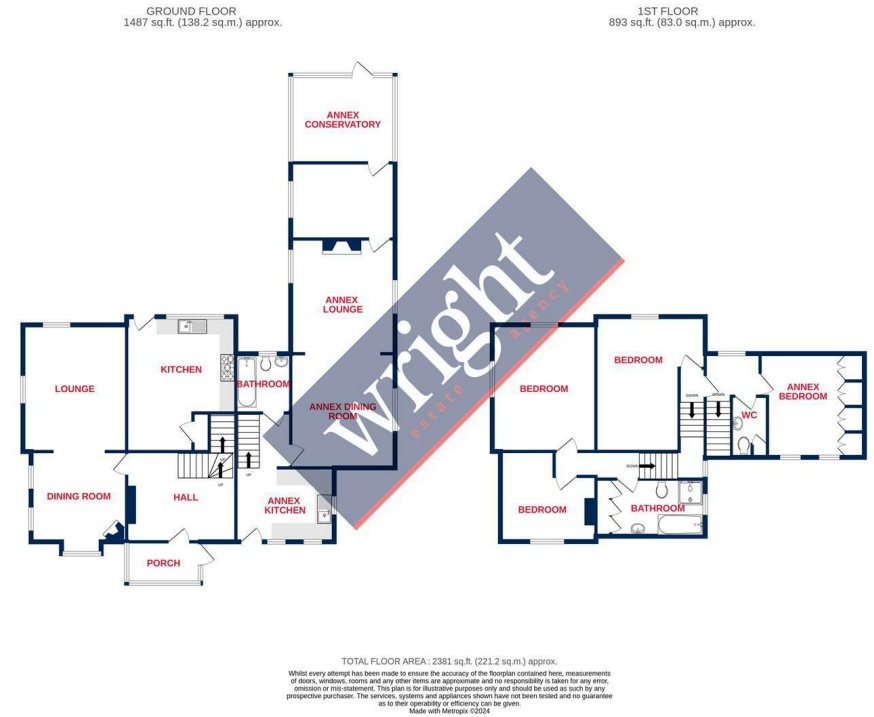 GROUND FLOOR
1487 sq.ft. (138.2 sq.m.) approx.
1ST FLOOR
893 sq.ft. (83.0 sq.m.) approx.
ANNEX
CONSERVATORY
ANNEX
LOUNGE
LOUNGE
KITCHEN
BATHROOM
ANNEX DINING
ROOM
UP
UP
UP
DINING ROOM
HALL
ANNEX
KITCHEN
PORCH
wright
estate agency
BEDROOM
BEDROOM
DOWN
DOWN
ANNEX
BEDROOM
WC
DOWN
BEDROOM
BATHROOM
TOTAL FLOOR AREA : 2381 sq.ft. (221.2 sq.m.) approx.
Whilst every attempt has been made to ensure the accuracy of the floorplan contained here, measurements
of doors, windows, rooms and any other items are approximate and no responsibility is taken for any error,
omission or mis-statement. This plan is for illustrative purposes only and should be used as such by any
prospective purchaser. The services, systems and appliances shown have not been tested and no guarantee
as to their operability or efficiency can be given.
Made with Metropix ©2024